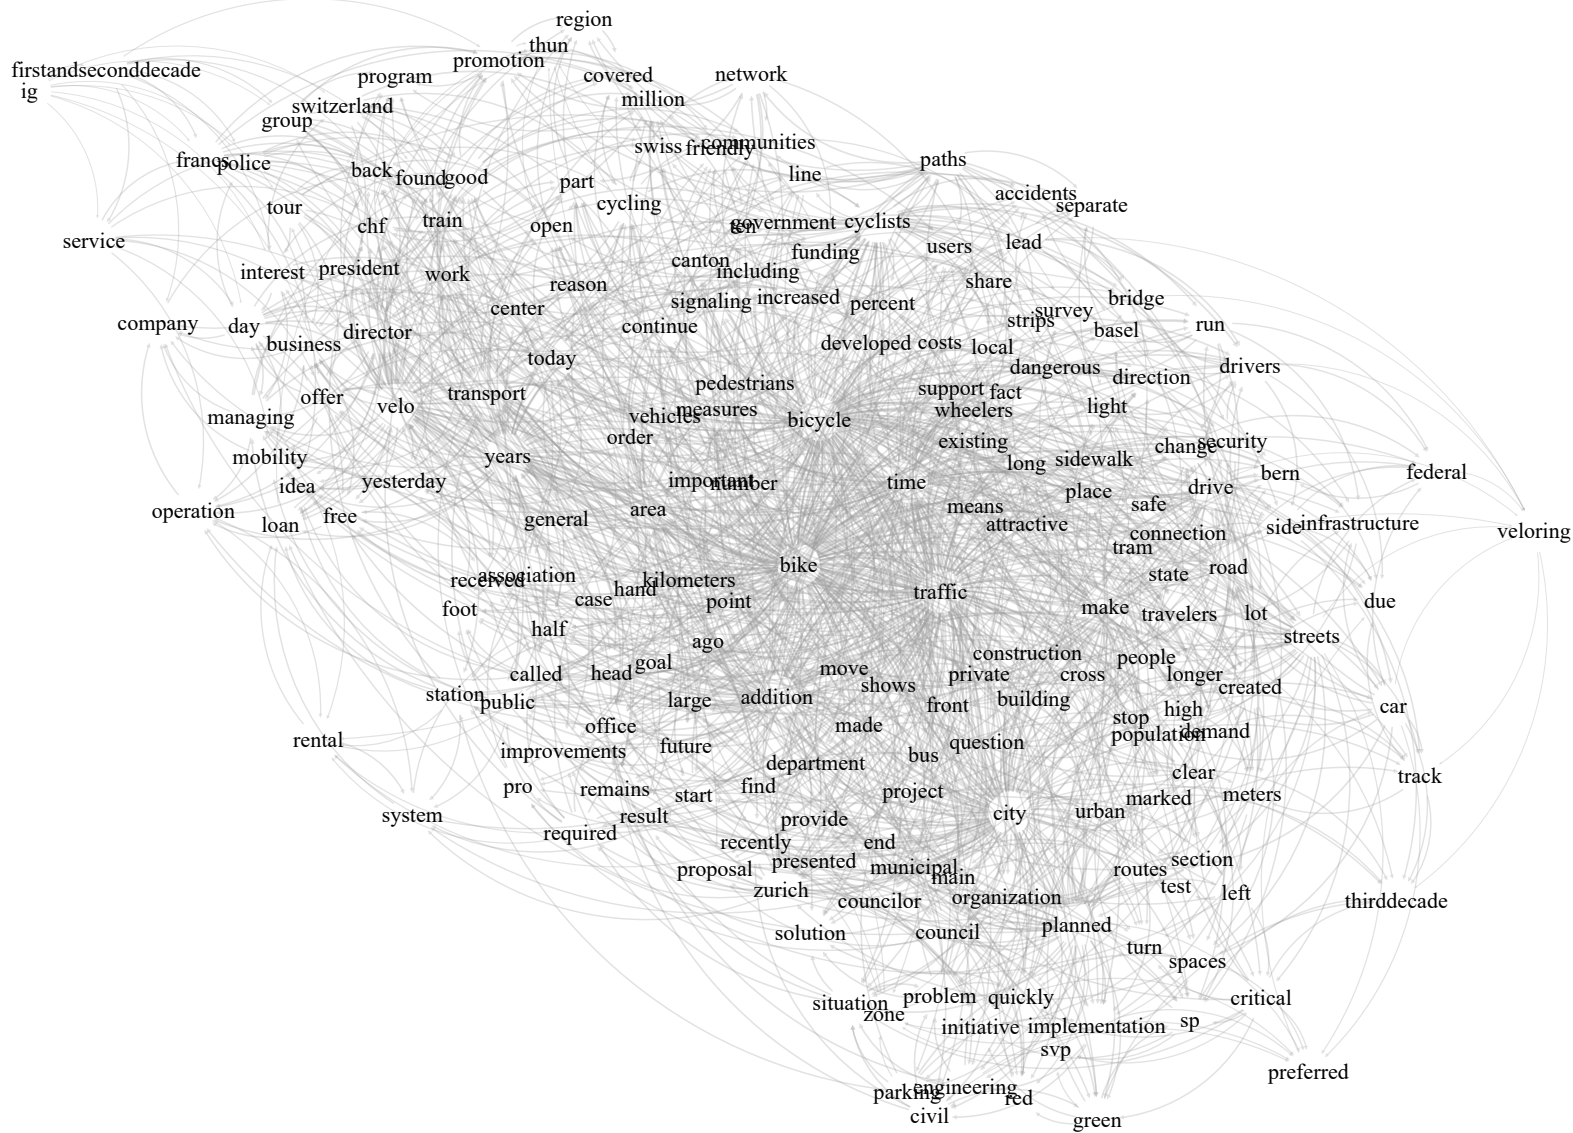 region
thun
promotion
firstandseconddecade
ig
program
covered
network
million
switzerland
group
francs
police
swiss
friendly
communities
paths
back
found
good
part
line
accidents
separate
cycling
tour
chf
train
open
government
ten
cyclists
service
users
lead
funding
canton
including
interest
president
work
reason
share
signaling
increased
percent
center
bridge
survey
strips
basel
run
company
day
business
director
continue
developed
costs
local
today
dangerous
direction
drivers
pedestrians
support
fact
offer
velo
transport
vehicles
measures
bicycle
wheelers
light
managing
order
existing
change
security
mobility
years
long
sidewalk
bern
federal
idea
yesterday
important
number
time
place
drive
operation
loan
free
general
area
means
attractive
safe
connection
side
infrastructure
veloring
tram
bike
received
association
hand
kilometers
traffic
state
road
foot
case
point
make
travelers
lot
due
half
ago
streets
called
head
goal
move
shows
construction
private
cross
people
longer
created
station
public
large
addition
front
building
high
car
office
made
stop
population
demand
rental
improvements
future
department
bus
question
clear
track
pro
remains
start
find
project
marked
meters
system
required
result
provide
city
urban
recently
end
proposal
presented
municipal
main
routes
section
zurich
councilor
organization
test
left
thirddecade
solution
council
planned
turn
spaces
situation
zone
problem
quickly
critical
initiative
implementation
sp
svp
preferred
parking
engineering
red
civil
green